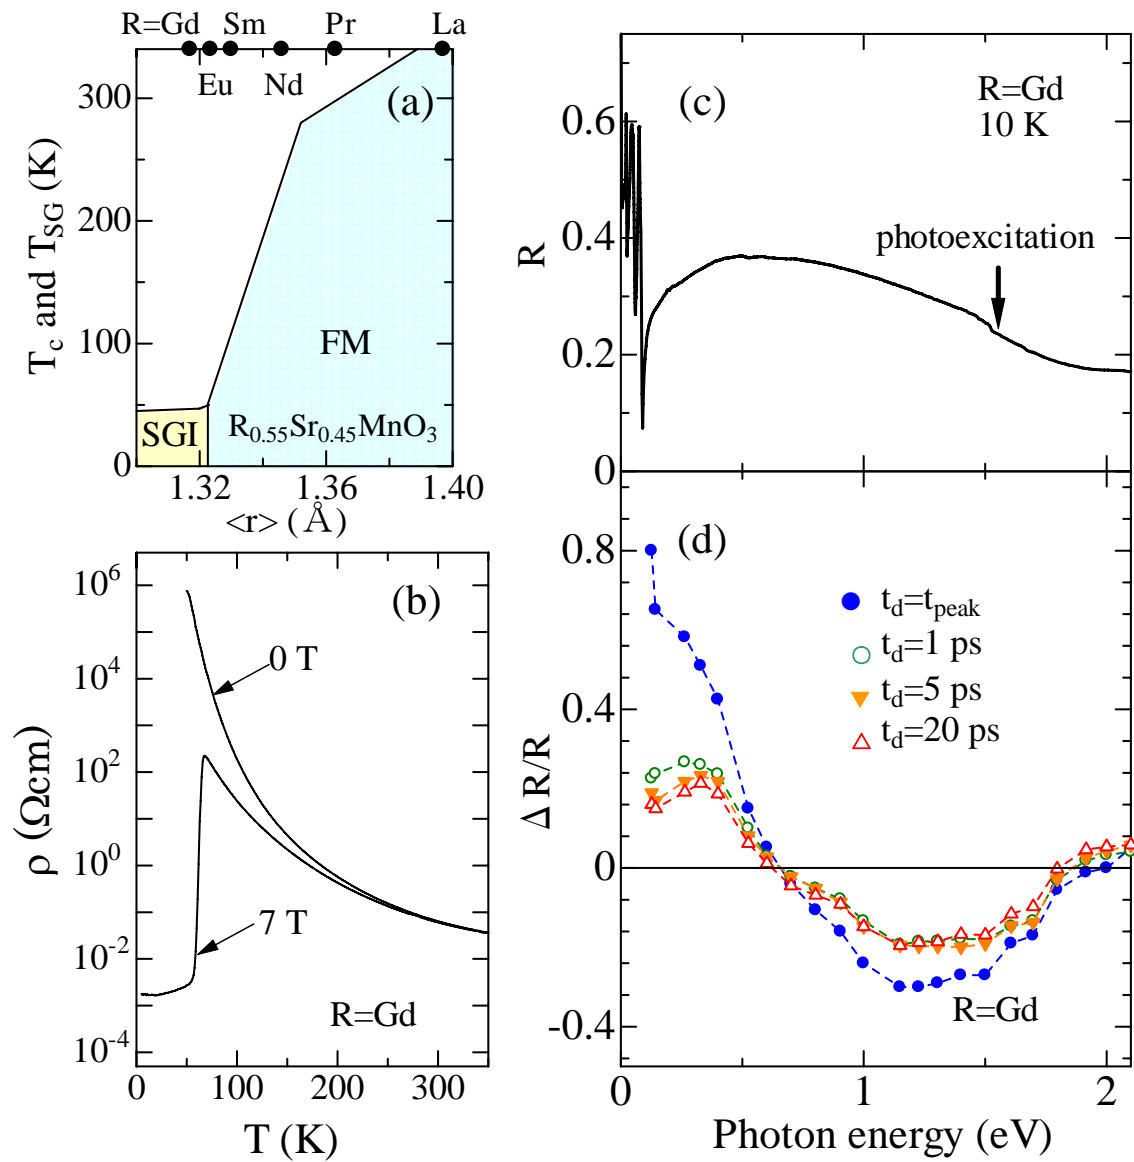 R=Gd Sm Pr La
Eu Nd
(a)
300
200
100
0
T_c and T_SG (K)
FM
SGI
R_0.55Sr_0.45MnO_3
1.32 1.36 1.40
<r> (Å)
(b)
10^6
10^4
10^2
10^0
10^-2
10^-4
ρ (Ωcm)
0 T
7 T
R=Gd
0 100 200 300
T (K)
(c)
R=Gd
10 K
0.6
0.4
0.2
0
R
photoexcitation
(d)
0.8
0.4
0
-0.4
Δ R/R
t_d=t_peak
t_d=1 ps
t_d=5 ps
t_d=20 ps
R=Gd
0 1 2
Photon energy (eV)